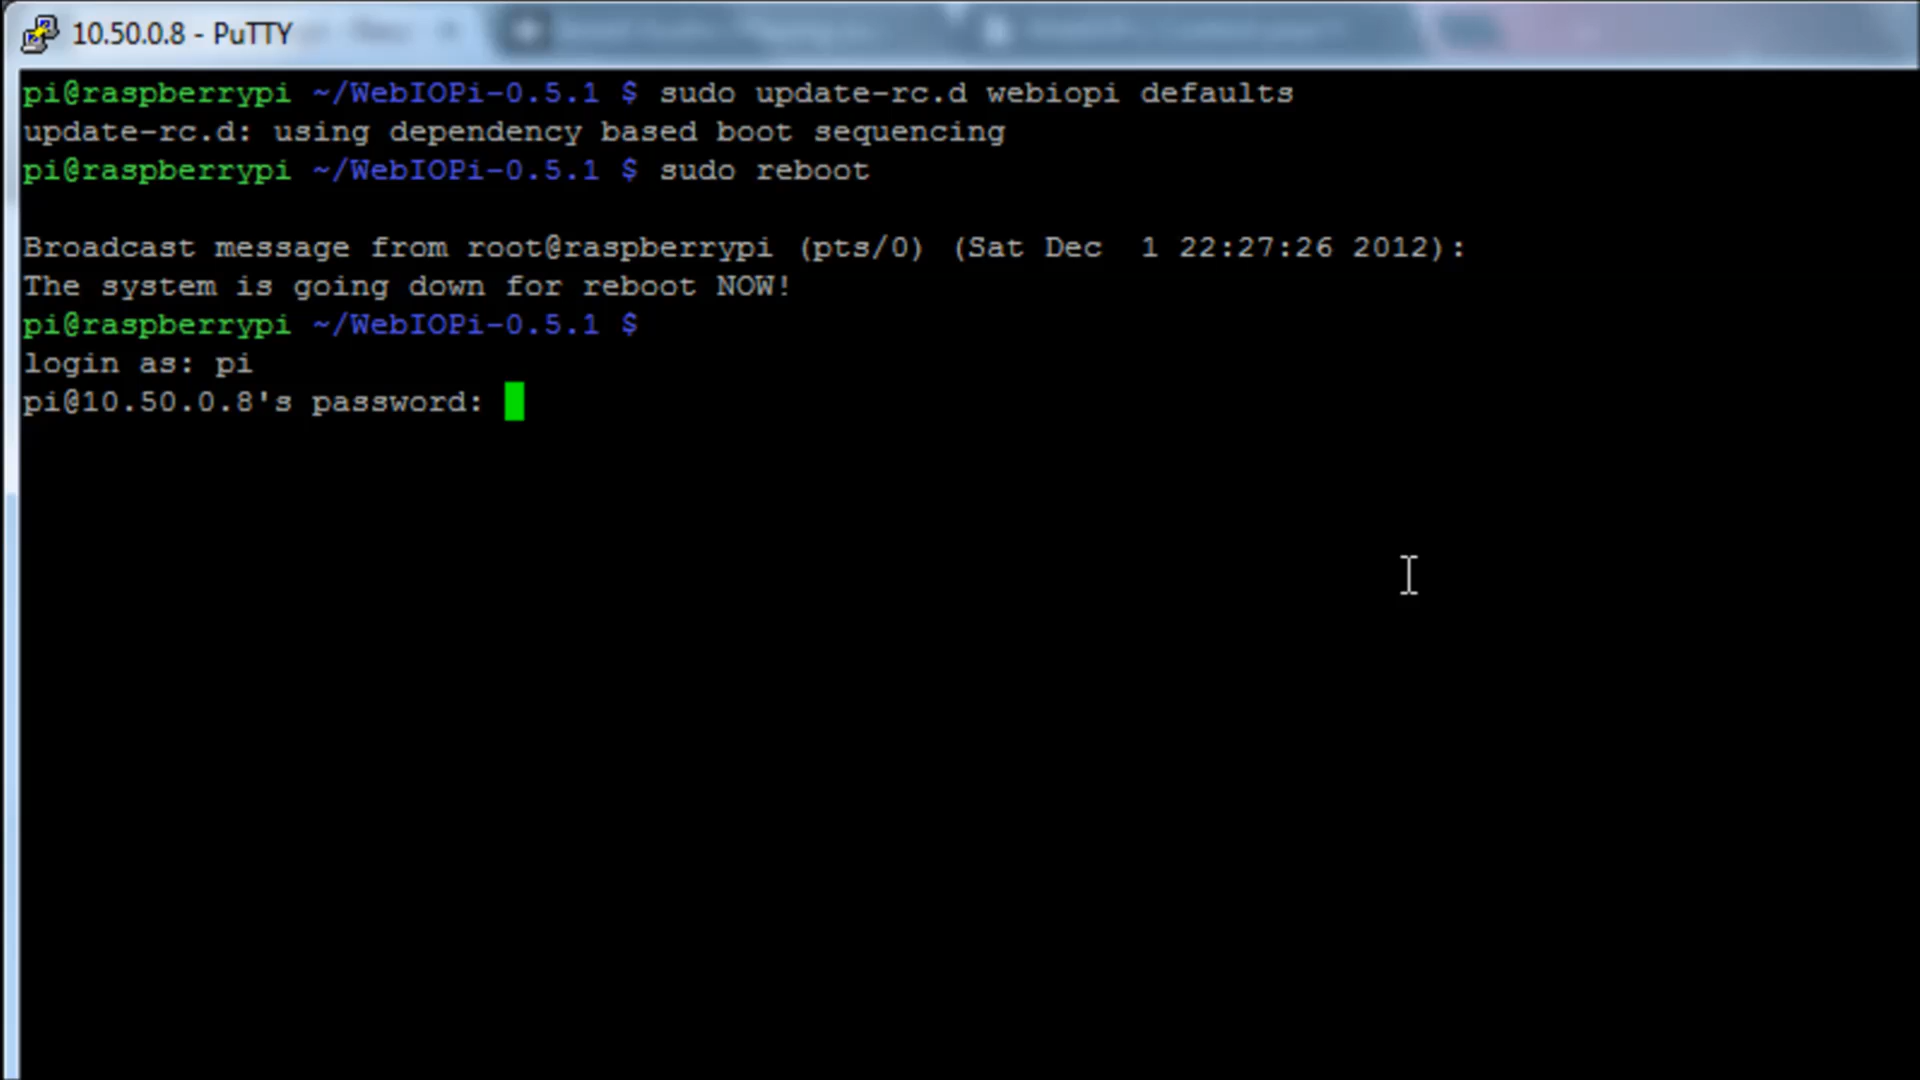 10.50.0.8 - PuTTY
pi@raspberrypi ~/WebIOPi-0.5.1 $ sudo update-rc.d webiopi defaults
update-rc.d: using dependency based boot sequencing
pi@raspberrypi ~/WebIOPi-0.5.1 $ sudo reboot
Broadcast message from root@raspberrypi (pts/0) (Sat Dec  1 22:27:26 2012):
The system is going down for reboot NOW!
pi@raspberrypi ~/WebIOPi-0.5.1 $
login as: pi
pi@10.50.0.8's password: